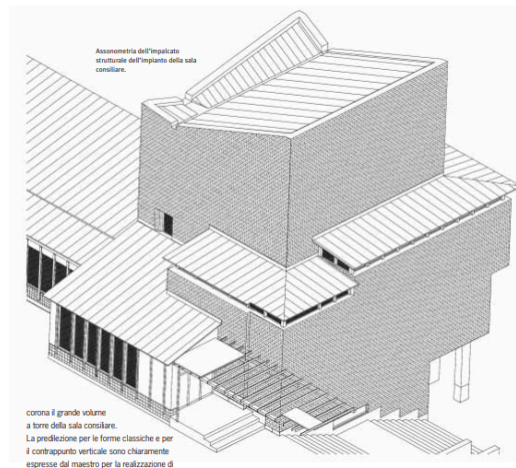 Assonometria dell'impalcato
strutturale dell'impianto della sala
consiliare.
corona il grande volume
a torre della sala consiliare.
La predilezione per le forme classiche e per
il contrappunto verticale sono chiaramente
espresse dal maestro per la realizzazione di